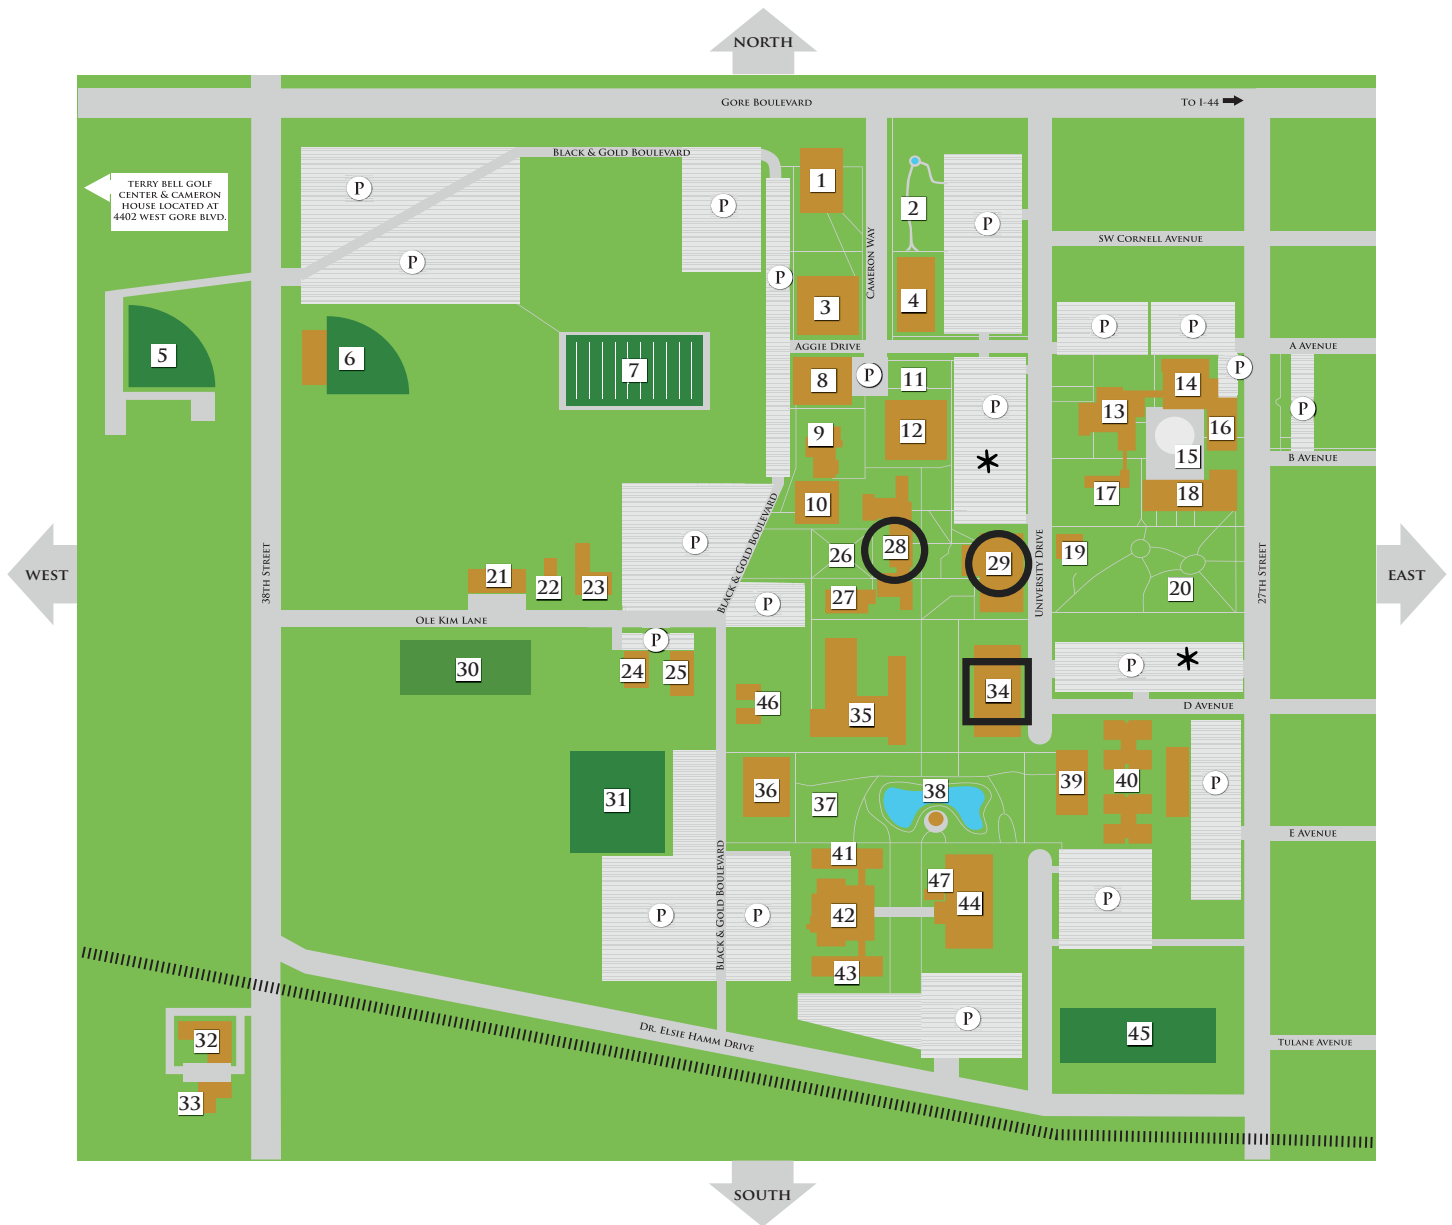 NORTH
GORE BOULEVARD
TO I-44
BLACK & GOLD BOULEVARD
TERRY BELL GOLF
CENTER & CAMERON
HOUSE LOCATED AT
4402 WEST GORE BLVD.
P
P
P
P
P
1
2
3
4
CAMERON WAY
SW CORNELL AVENUE
AGGIE DRIVE
A AVENUE
P
P
P
P
P
P
5
6
7
8
9
10
11
12
13
14
15
16
17
18
B AVENUE
BLACK & GOLD BOULEVARD
38TH STREET
UNIVERSITY DRIVE
27TH STREET
WEST
EAST
P
P
19
20
21
22
23
26
27
28
29
OLE KIM LANE
P
P
24
25
30
34
35
46
D AVENUE
31
36
37
38
39
40
P
E AVENUE
BLACK & GOLD BOULEVARD
41
42
43
44
47
P
P
P
P
45
DR. ELSIE HAMM DRIVE
TULANE AVENUE
32
33
SOUTH